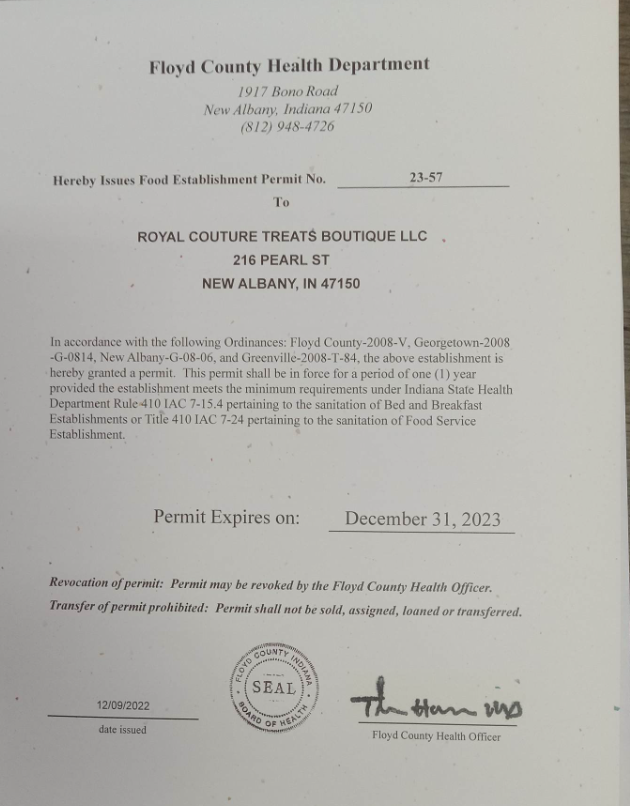 Floyd County Health Department
1917 Bono Road
New Albany, Indiana 47150
(812) 948-4726
Hereby Issues Food Establishment Permit No. 23-57
To
ROYAL COUTURE TREATS BOUTIQUE LLC
216 PEARL ST
NEW ALBANY, IN 47150
In accordance with the following Ordinances: Floyd County-2008-V, Georgetown-2008
-G-0814, New Albany-G-08-06, and Greenville-2008-T-84, the above establishment is
hereby granted a permit. This permit shall be in force for a period of one (1) year
provided the establishment meets the minimum requirements under Indiana State Health
Department Rule 410 IAC 7-15.4 pertaining to the sanitation of Bed and Breakfast
Establishments or Title 410 IAC 7-24 pertaining to the sanitation of Food Service
Establishment.
Permit Expires on: December 31, 2023
Revocation of permit: Permit may be revoked by the Floyd County Health Officer.
Transfer of permit prohibited: Permit shall not be sold, assigned, loaned or transferred.
FLOYD COUNTY INDIANA
SEAL
BOARD OF HEALTH
12/09/2022
date issued
Floyd County Health Officer